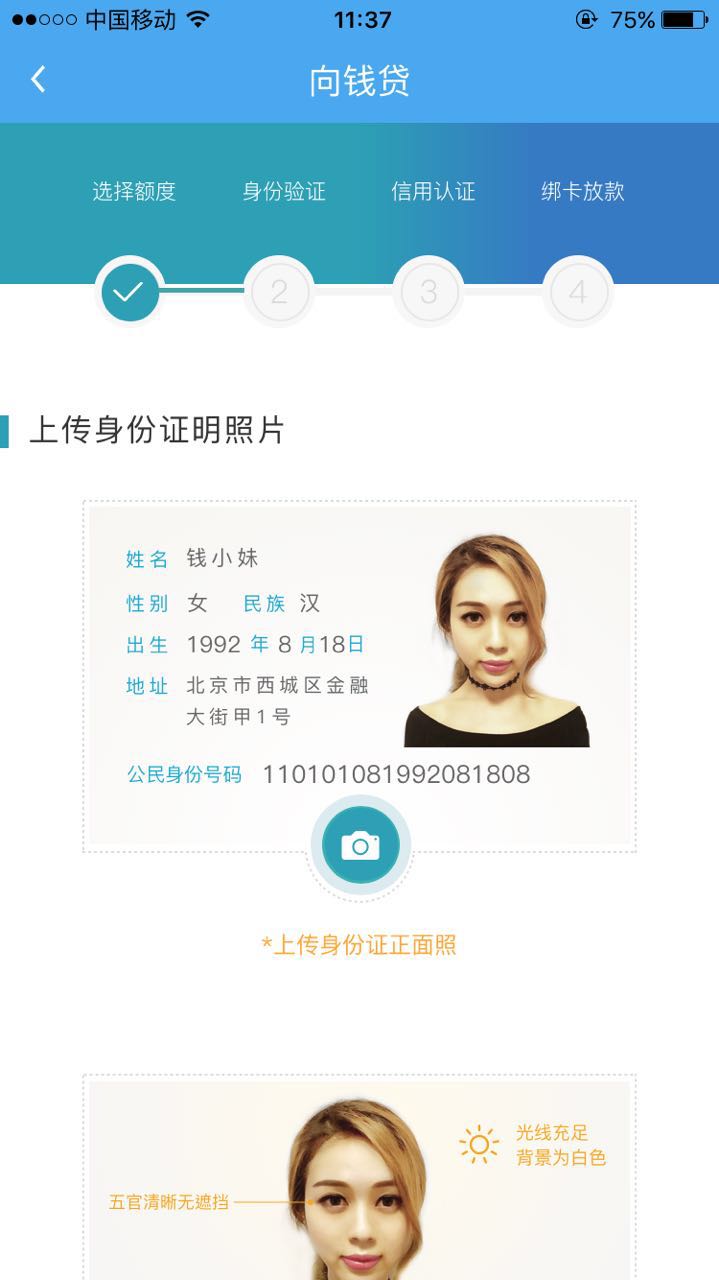 中国移动 11:37 75%
向钱贷
选择额度 身份验证 信用认证 绑卡放款
2 3 4
上传身份证明照片
姓名 钱小妹
性别 女 民族 汉
出生 1992 年 8 月18日
地址 北京市西城区金融
大街甲1号
公民身份号码 110101081992081808
*上传身份证正面照
光线充足
背景为白色
五官清晰无遮挡